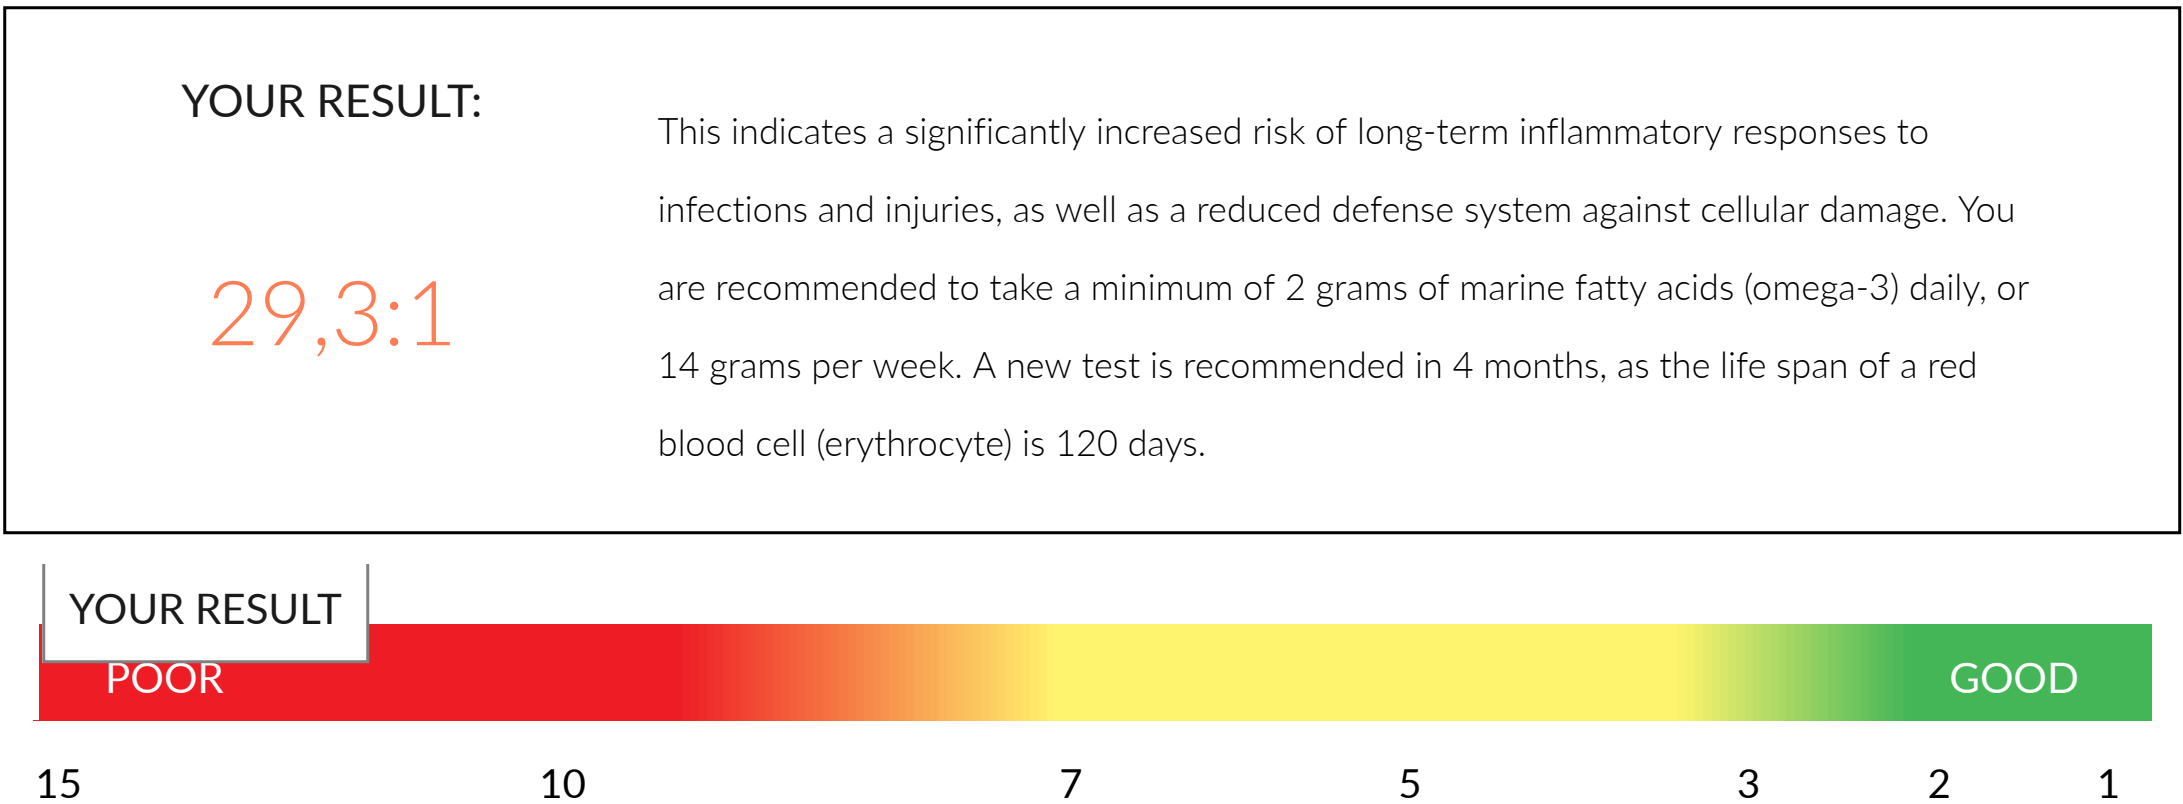 YOUR RESULT:
29,3:1
This indicates a significantly increased risk of long-term inflammatory responses to
infections and injuries, as well as a reduced defense system against cellular damage. You
are recommended to take a minimum of 2 grams of marine fatty acids (omega-3) daily, or
14 grams per week. A new test is recommended in 4 months, as the life span of a red
blood cell (erythrocyte) is 120 days.
YOUR RESULT
POOR GOOD
15 10 7 5 3 2 1